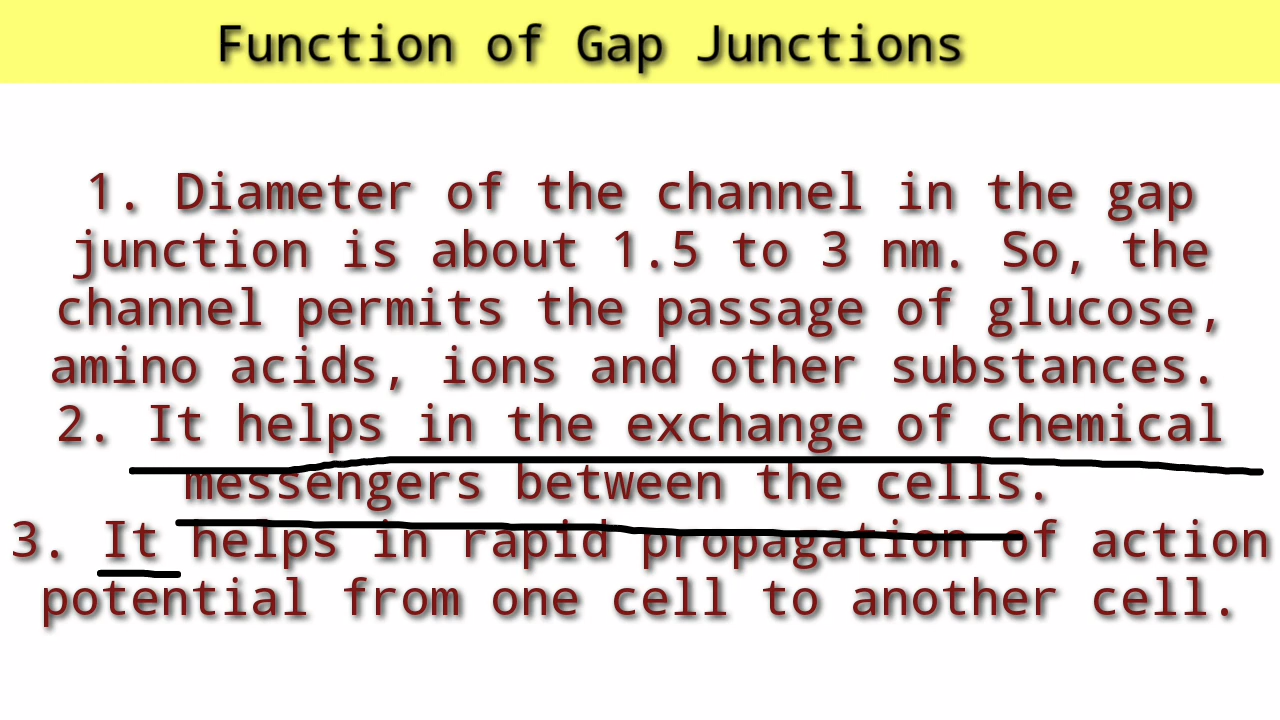 Function of Gap Junctions
1. Diameter of the channel in the gap
junction is about 1.5 to 3 nm. So, the
channel permits the passage of glucose,
amino acids, ions and other substances.
2. It helps in the exchange of chemical
messengers between the cells.
3. It helps in rapid propagation of action
potential from one cell to another cell.